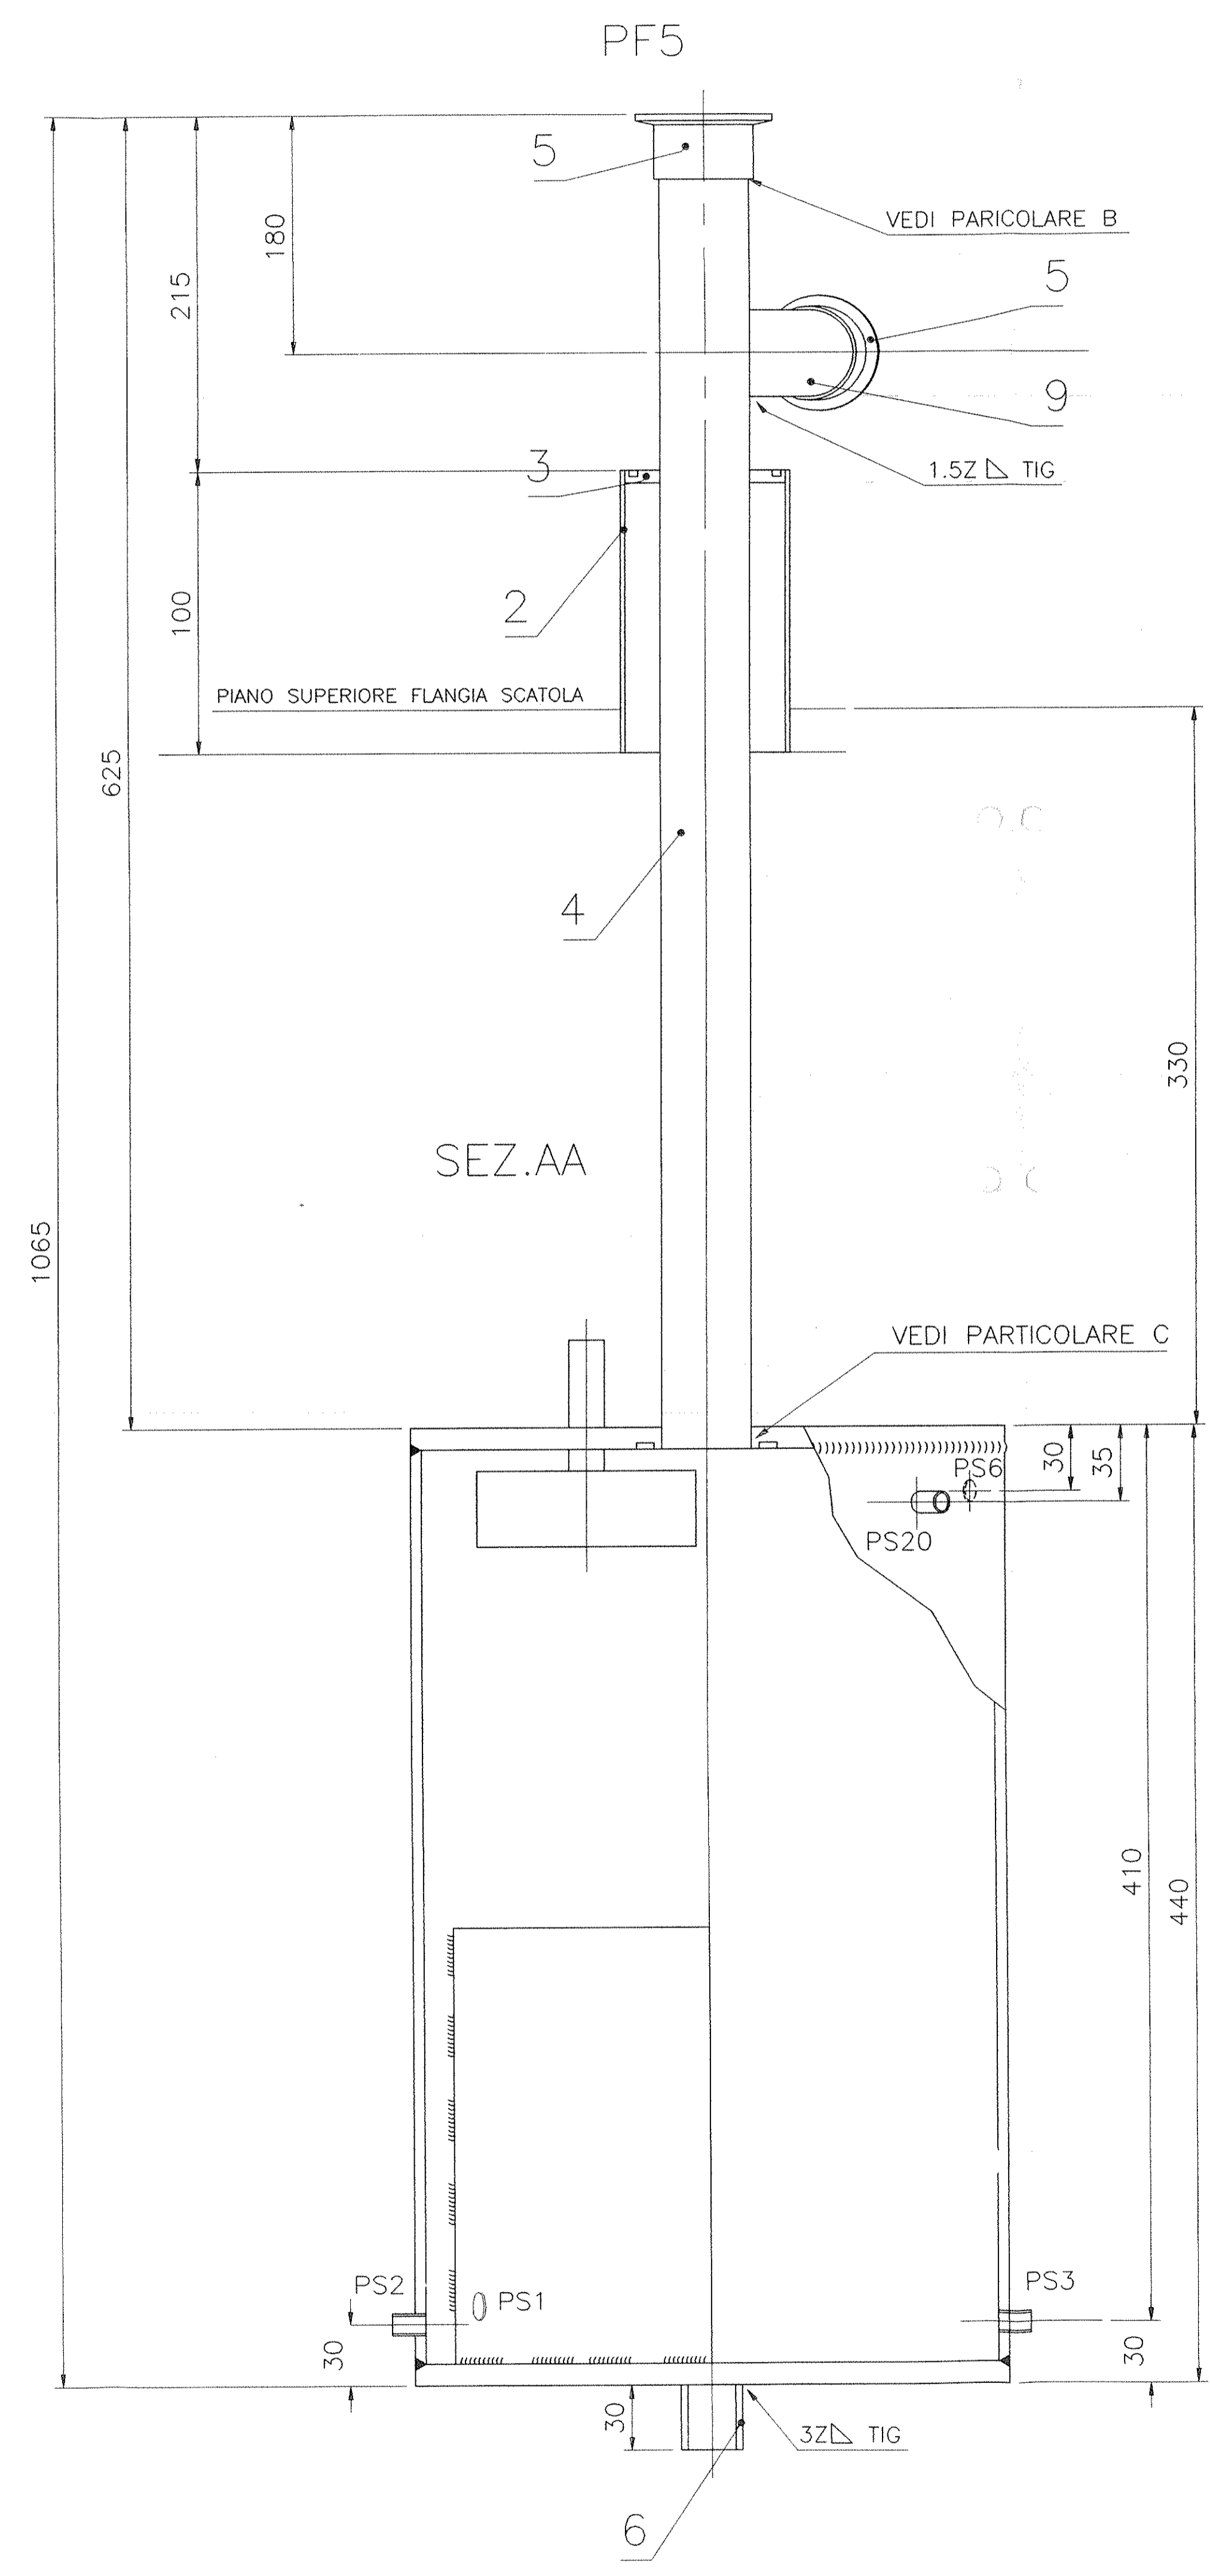 PF5
5
VEDI PARICOLARE B
180
5
215
9
3
1.5Z TIG
2
100
PIANO SUPERIORE FLANGIA SCATOLA
625
4
330
SEZ.AA
1065
VEDI PARTICOLARE C
30
35
PS6
PS20
410
440
PS2
PS1
PS3
30
30
30
3Z TIG
6